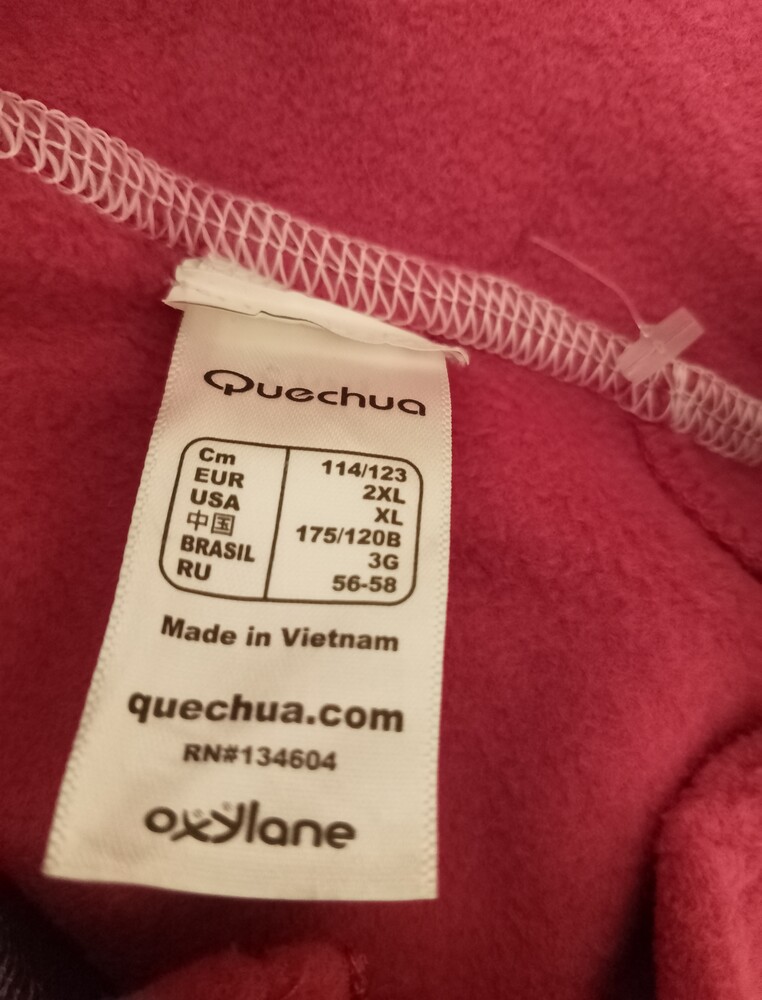 Quechua
Cm 114/123
EUR 2XL
USA XL
中国 175/120B
BRASIL 3G
RU 56-58
Made in Vietnam
quechua.com
RN#134604
oxylane